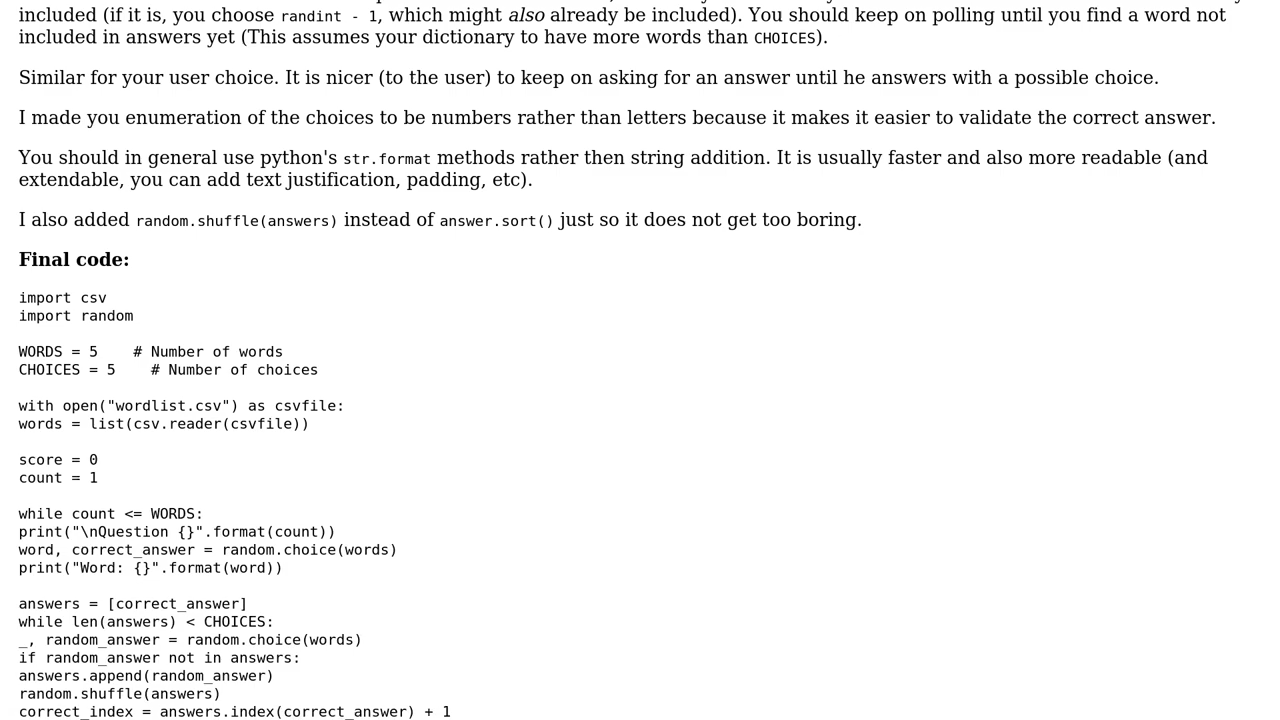 included (if it is, you choose randint - 1, which might also already be included). You should keep on polling until you find a word not
included in answers yet (This assumes your dictionary to have more words than CHOICES).
Similar for your user choice. It is nicer (to the user) to keep on asking for an answer until he answers with a possible choice.
I made you enumeration of the choices to be numbers rather than letters because it makes it easier to validate the correct answer.
You should in general use python's str.format methods rather then string addition. It is usually faster and also more readable (and
extendable, you can add text justification, padding, etc).
I also added random.shuffle(answers) instead of answer.sort() just so it does not get too boring.
Final code:
import csv
import random
WORDS = 5    # Number of words
CHOICES = 5    # Number of choices
with open("wordlist.csv") as csvfile:
words = list(csv.reader(csvfile))
score = 0
count = 1
while count <= WORDS:
print("\nQuestion {}".format(count))
word, correct_answer = random.choice(words)
print("Word: {}".format(word))
answers = [correct_answer]
while len(answers) < CHOICES:
_, random_answer = random.choice(words)
if random_answer not in answers:
answers.append(random_answer)
random.shuffle(answers)
correct_index = answers.index(correct_answer) + 1